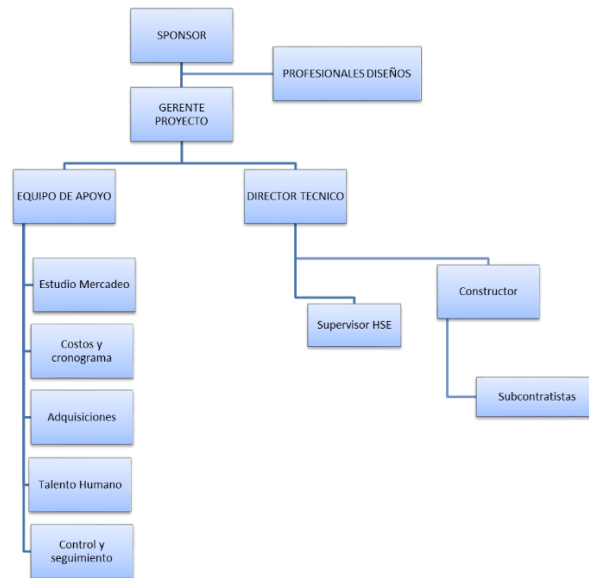 SPONSOR
PROFESIONALES DISEÑOS
GERENTE
PROYECTO
EQUIPO DE APOYO
DIRECTOR TECNICO
Estudio Mercadeo
Costos y
cronograma
Adquisiciones
Talento Humano
Control y
seguimiento
Supervisor HSE
Constructor
Subcontratistas